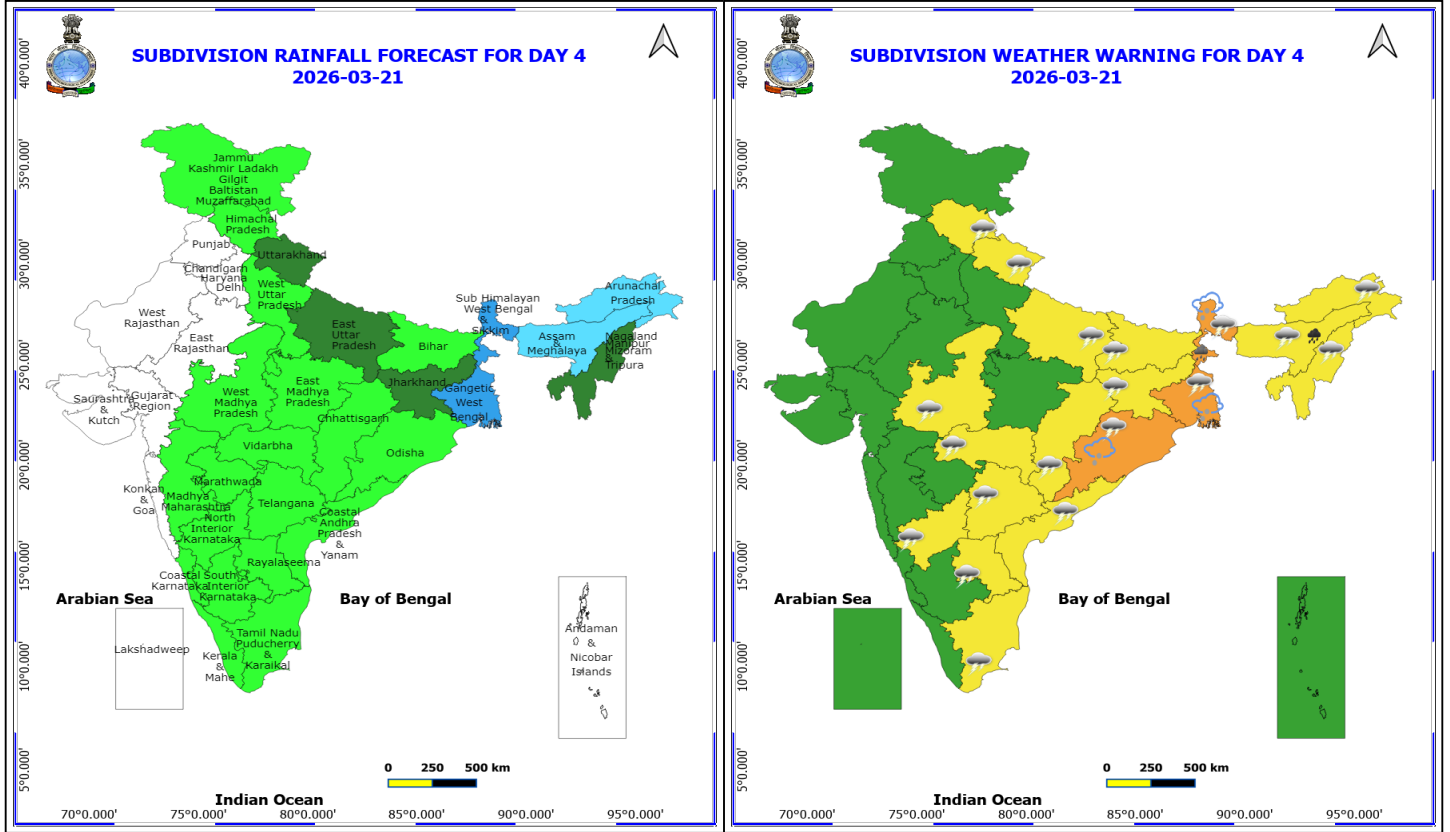 SUBDIVISION RAINFALL FORECAST FOR DAY 4
2026-03-21
40°0.000'
35°0.000'
30°0.000'
25°0.000'
20°0.000'
15°0.000'
10°0.000'
5°0.000'
Jammu
Kashmir Ladakh
Gilgit
Baltistan
Muzaffarabad
Himachal
Pradesh
Punjab
Uttarakhand
Chandigarh
Haryana
Delhi
West
Uttar
Pradesh
West
Rajasthan
East
Rajasthan
East
Uttar
Pradesh
Bihar
Sub Himalayan
West Bengal
&
Sikkim
Arunachal
Pradesh
Assam
&
Meghalaya
Nagaland
Manipur
Mizoram
&
Tripura
Saurashtra
&
Kutch
Gujarat
Region
West
Madhya
Pradesh
East
Madhya
Pradesh
Jharkhand
Gangetic
West
Bengal
Chhattisgarh
Vidarbha
Odisha
Konkan
&
Goa
Marathwada
Madhya
Maharashtra
North
Interior
Karnataka
Telangana
Coastal
Andhra
Pradesh
&
Yanam
Rayalaseema
Coastal
Karnataka
South
Interior
Karnataka
Tamil Nadu
Puducherry
&
Karaikal
Kerala
&
Mahe
Arabian Sea
Bay of Bengal
Lakshadweep
Andaman
&
Nicobar
Islands
0 250 500 km
Indian Ocean
70°0.000' 75°0.000' 80°0.000' 85°0.000' 90°0.000' 95°0.000'
SUBDIVISION WEATHER WARNING FOR DAY 4
2026-03-21
40°0.000'
35°0.000'
30°0.000'
25°0.000'
20°0.000'
15°0.000'
10°0.000'
5°0.000'
Arabian Sea
Bay of Bengal
0 250 500 km
Indian Ocean
70°0.000' 75°0.000' 80°0.000' 85°0.000' 90°0.000' 95°0.000'